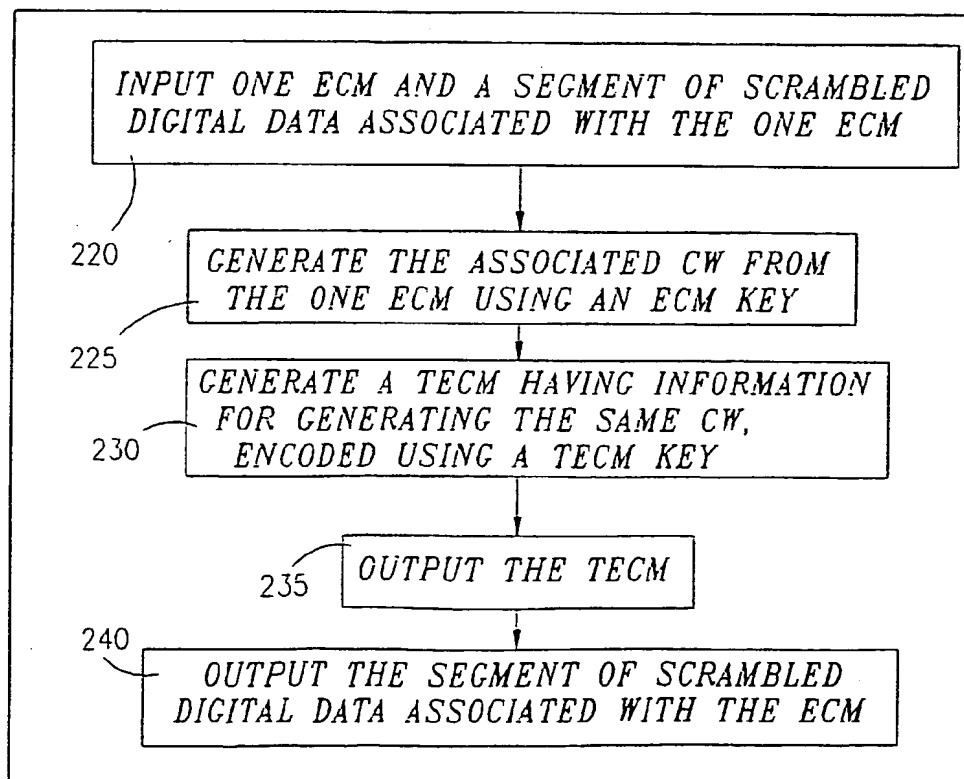 INPUT ONE ECM AND A SEGMENT OF SCRAMBLED
DIGITAL DATA ASSOCIATED WITH THE ONE ECM
220
GENERATE THE ASSOCIATED CW FROM
THE ONE ECM USING AN ECM KEY
225
GENERATE A TECM HAVING INFORMATION
FOR GENERATING THE SAME CW,
ENCODED USING A TECM KEY
230
OUTPUT THE TECM
235
240
OUTPUT THE SEGMENT OF SCRAMBLED
DIGITAL DATA ASSOCIATED WITH THE ECM